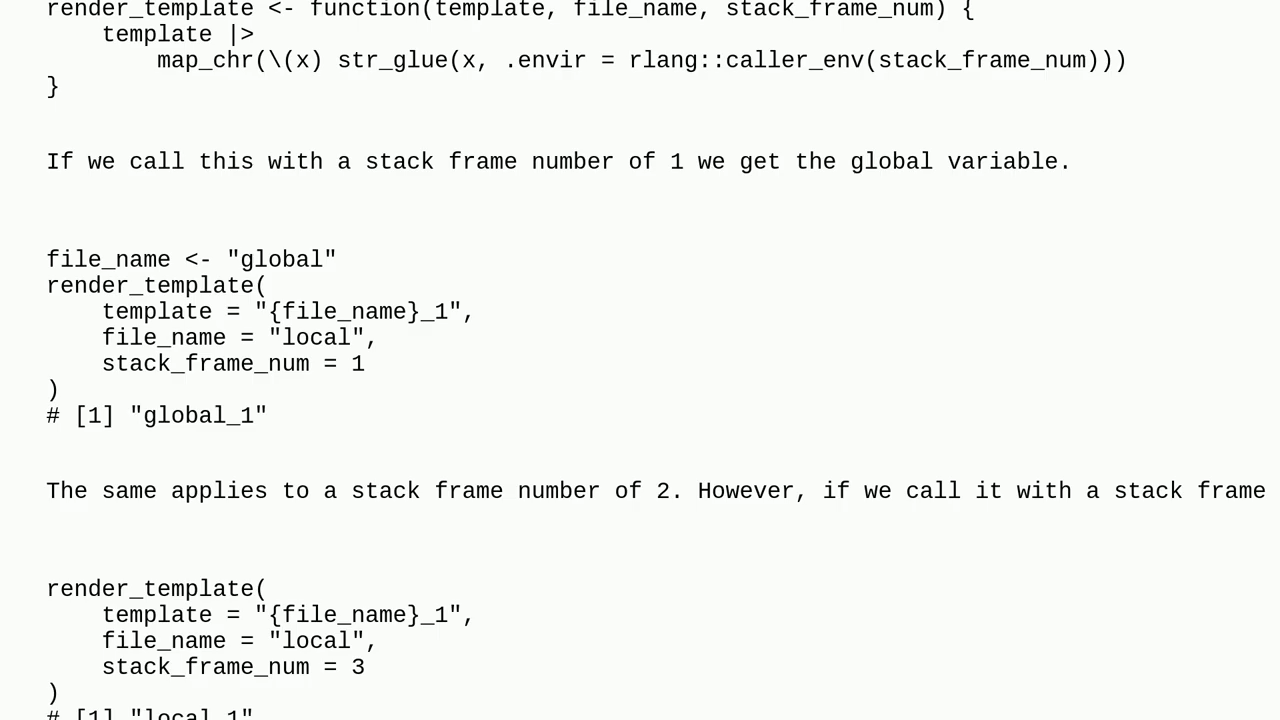 render_template <- function(template, file_name, stack_frame_num) {
    template |>
        map_chr(\(x) str_glue(x, .envir = rlang::caller_env(stack_frame_num)))
}
If we call this with a stack frame number of 1 we get the global variable.
file_name <- "global"
render_template(
    template = "{file_name}_1",
    file_name = "local",
    stack_frame_num = 1
)
# [1] "global_1"
The same applies to a stack frame number of 2. However, if we call it with a stack frame
render_template(
    template = "{file_name}_1",
    file_name = "local",
    stack_frame_num = 3
)
# [1] "local_1"